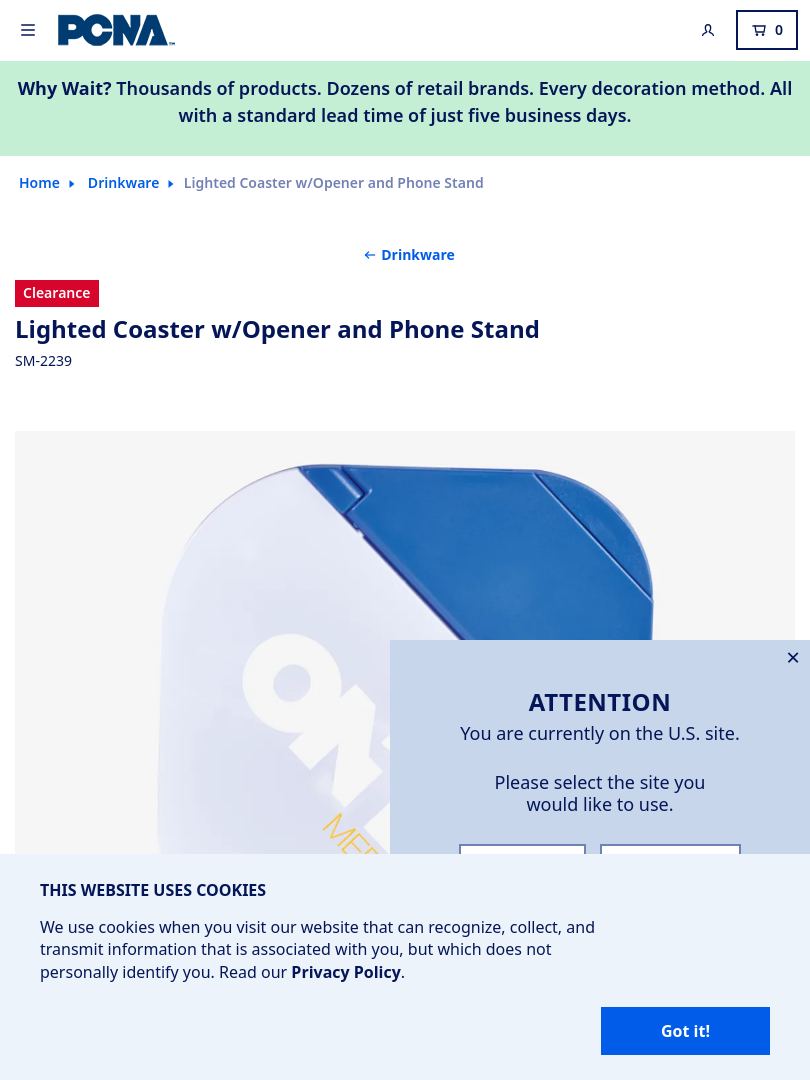 PCNA
0
Why Wait? Thousands of products. Dozens of retail brands. Every decoration method. All
with a standard lead time of just five business days.
Home
Drinkware
Lighted Coaster w/Opener and Phone Stand
Drinkware
Clearance
Lighted Coaster w/Opener and Phone Stand
SM-2239
ATTENTION
You are currently on the U.S. site.
Please select the site you
would like to use.
THIS WEBSITE USES COOKIES
We use cookies when you visit our website that can recognize, collect, and
transmit information that is associated with you, but which does not
personally identify you. Read our Privacy Policy.
Got it!